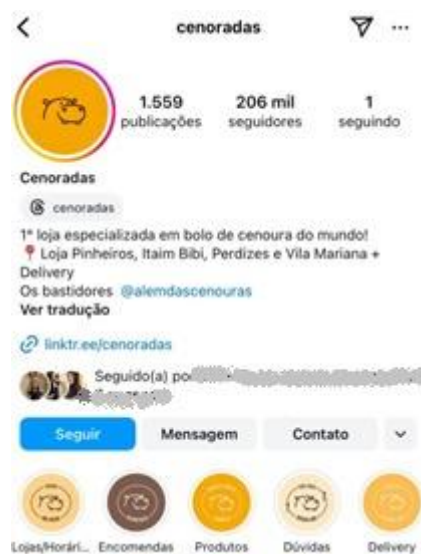 cenoradas
1.559
206 mil
1
publicações
seguidores
seguindo
Cenoradas
cenoradas
1ª loja especializada em bolo de cenoura do mundo!
Loja Pinheiros, Itaim Bibi, Perdizes e Vila Mariana +
Delivery
Os bastidores @alemdascenouras
Ver tradução
linktr.ee/cenoradas
Seguido(a) por
Seguir
Mensagem
Contato
Lojas/Horári...
Encomendas
Produtos
Dúvidas
Delivery